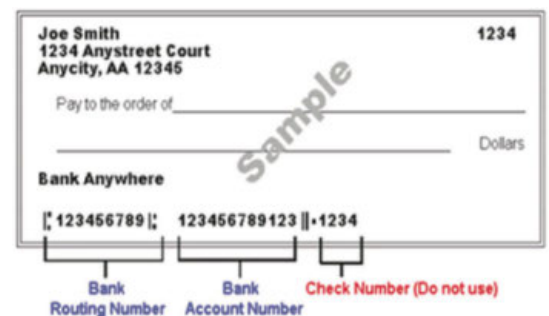 Joe Smith 1234
1234 Anystreet Court
Anycity, AA 12345
Pay to the order of
Dollars
Sample
Bank Anywhere
⑆123456789⑆ 123456789123⑈1234
Bank Routing Number
Bank Account Number
Check Number (Do not use)